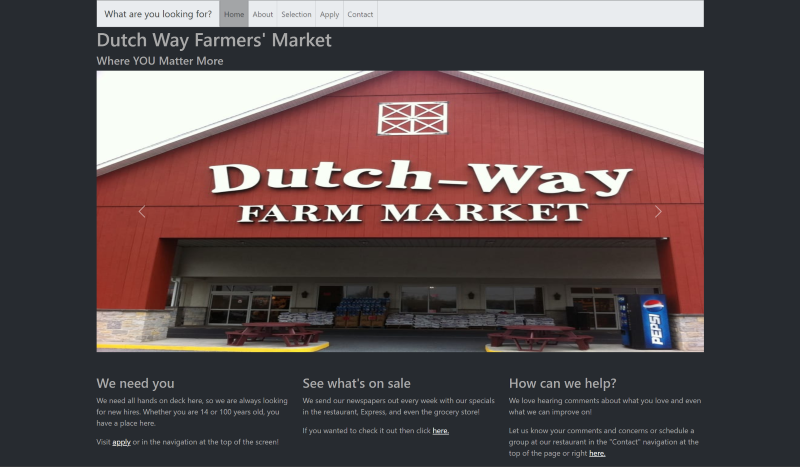 What are you looking for? Home About Selection Apply Contact
Dutch Way Farmers' Market
Where YOU Matter More
Dutch-Way
FARM MARKET
PEPSI
We need you
We need all hands on deck here, so we are always looking
for new hires. Whether you are 14 or 100 years old, you
have a place here.
Visit apply or in the navigation at the top of the screen!
See what's on sale
We send our newspapers out every week with our specials
in the restaurant, Express, and even the grocery store!
If you wanted to check it out then click here.
How can we help?
We love hearing comments about what you love and even
what we can improve on!
Let us know your comments and concerns or schedule a
group at our restaurant in the "Contact" navigation at the
top of the page or right here.